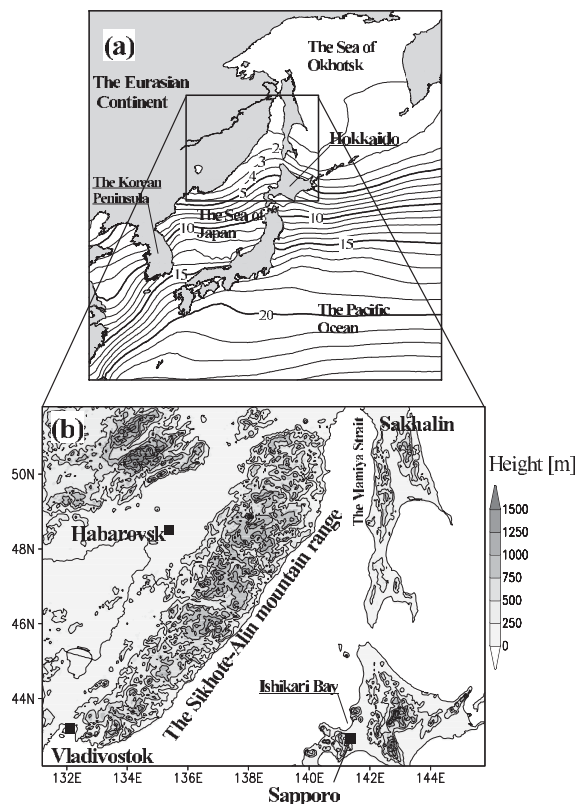 (a)
The Sea of
Okhotsk
The Eurasian
Continent
Hokkaido
2
3
4
5
The Korean
Peninsula
The Sea of
Japan
10
10
15
15
20
The Pacific
Ocean
(b)
Sakhalin
The Mamiya Strait
Height [m]
1500
1250
1000
750
500
250
0
50N
48N
46N
44N
Habarovsk
The Sikhote-Alin mountain range
Ishikari Bay
Vladivostok
132E 134E 136E 138E 140E 142E 144E
Sapporo